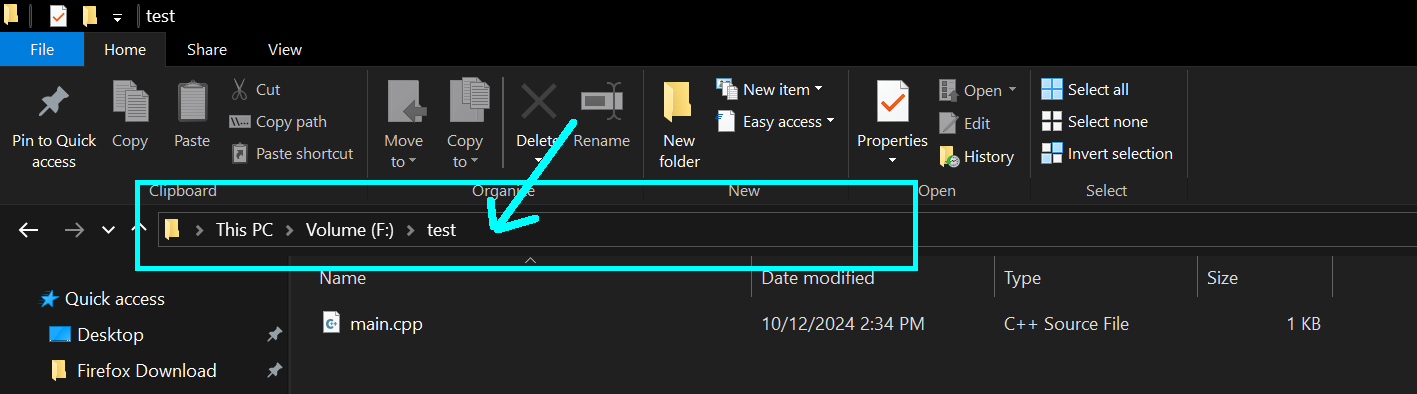 test
File Home Share View
Pin to Quick access
Copy
Paste
Cut
Copy path
Paste shortcut
Move to
Copy to
Delete
Rename
New folder
New item
Easy access
Properties
Open
Edit
History
Select all
Select none
Invert selection
Clipboard Organise New Open Select
This PC Volume (F:) test
Name Date modified Type Size
Quick access
main.cpp 10/12/2024 2:34 PM C++ Source File 1 KB
Desktop
Firefox Download